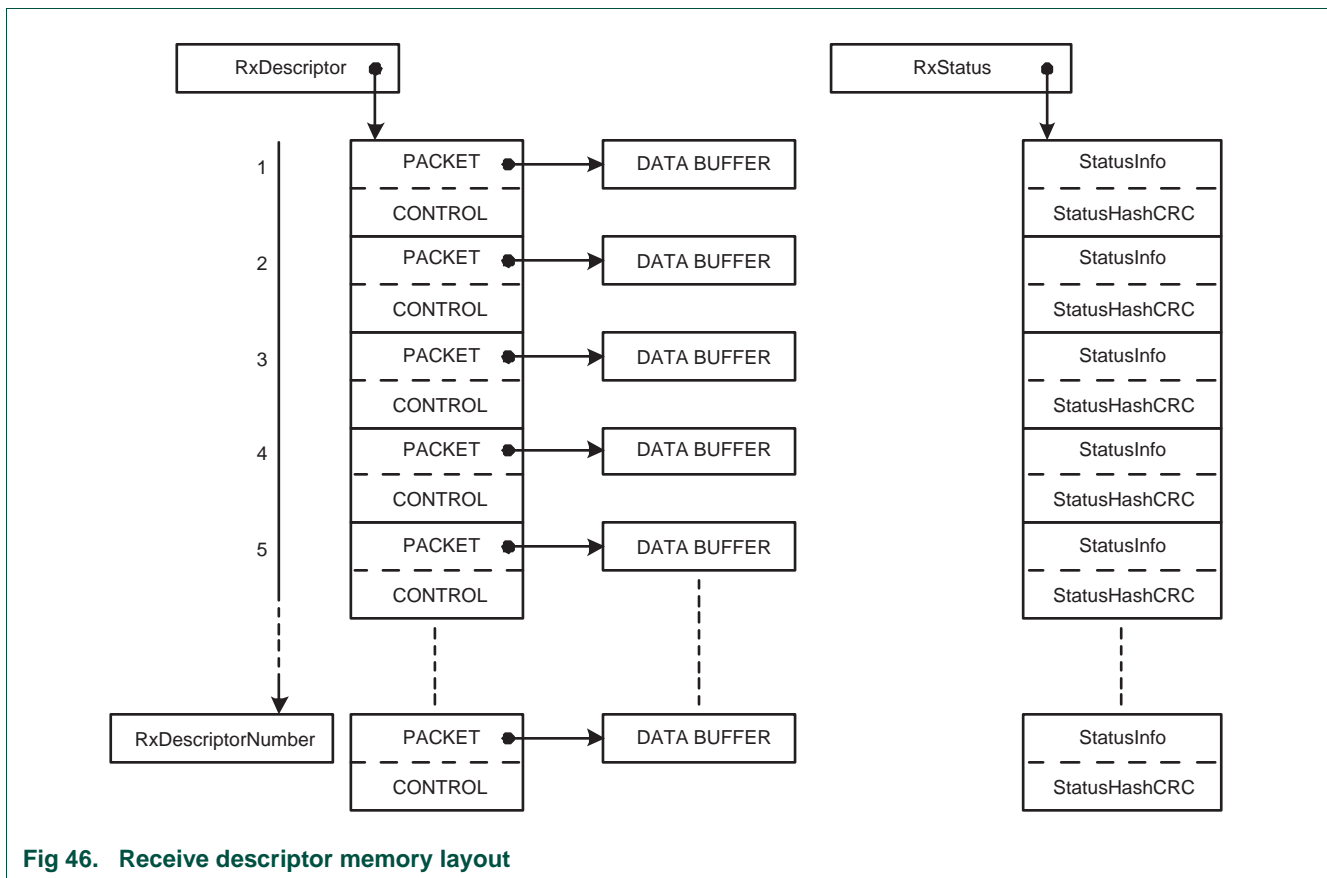 RxDescriptor
RxStatus
1
PACKET
DATA BUFFER
StatusInfo
CONTROL
StatusHashCRC
2
PACKET
DATA BUFFER
StatusInfo
CONTROL
StatusHashCRC
3
PACKET
DATA BUFFER
StatusInfo
CONTROL
StatusHashCRC
4
PACKET
DATA BUFFER
StatusInfo
CONTROL
StatusHashCRC
5
PACKET
DATA BUFFER
StatusInfo
CONTROL
StatusHashCRC
RxDescriptorNumber
PACKET
DATA BUFFER
StatusInfo
CONTROL
StatusHashCRC
Fig 46. Receive descriptor memory layout